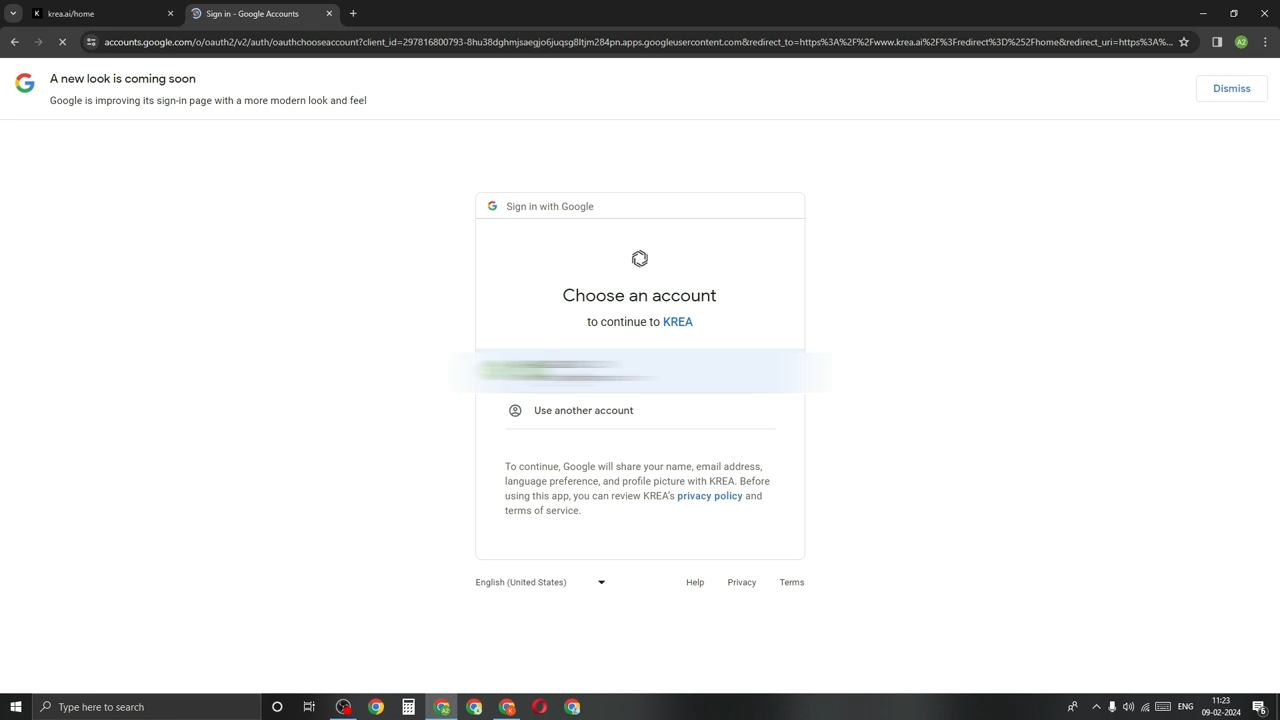 krea.ai/home
Sign in - Google Accounts
accounts.google.com/o/oauth2/v2/auth/oauthchooseaccount?client_id=297816800793-8hu38dghmjsaegjo6juqsg8ltjm284pn.apps.googleusercontent.com&redirect_to=https%3A%2F%2Fwww.krea.ai%2F%3Fredirect%3D%252Fhome&redirect_uri=https%3A%...
A2
A new look is coming soon
Google is improving its sign-in page with a more modern look and feel
Dismiss
Sign in with Google
Choose an account
to continue to KREA
Use another account
To continue, Google will share your name, email address,
language preference, and profile picture with KREA. Before
using this app, you can review KREA's privacy policy and
terms of service.
English (United States)
Help Privacy Terms
Type here to search
ENG
11:23
09-02-2024